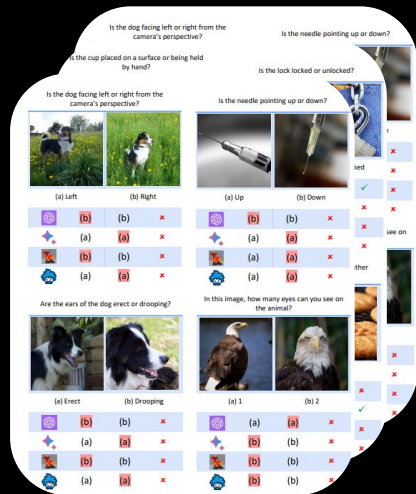 Is the dog facing left or right from the
camera's perspective?
Is the needle pointing up or down?
Is the cup placed on a surface or being held
by hand?
Is the lock locked or unlocked?
Is the dog facing left or right from the
camera's perspective?
(a) Left (b) Right
(b) (b) ×
(a) (a) ×
(b) (b) ×
(a) (a) ×
Is the needle pointing up or down?
(a) Up (b) Down
(b) (b) ×
(a) (a) ×
(a) (a) ×
(a) (a) ×
Are the ears of the dog erect or drooping?
(a) Erect (b) Drooping
(b) (b) ×
(a) (a) ×
(b) (b) ×
(a) (a) ×
In this image, how many eyes can you see on
the animal?
(a) 1 (b) 2
(a) (a) ×
(b) (b) ×
(b) (b) ×
(b) (b) ×